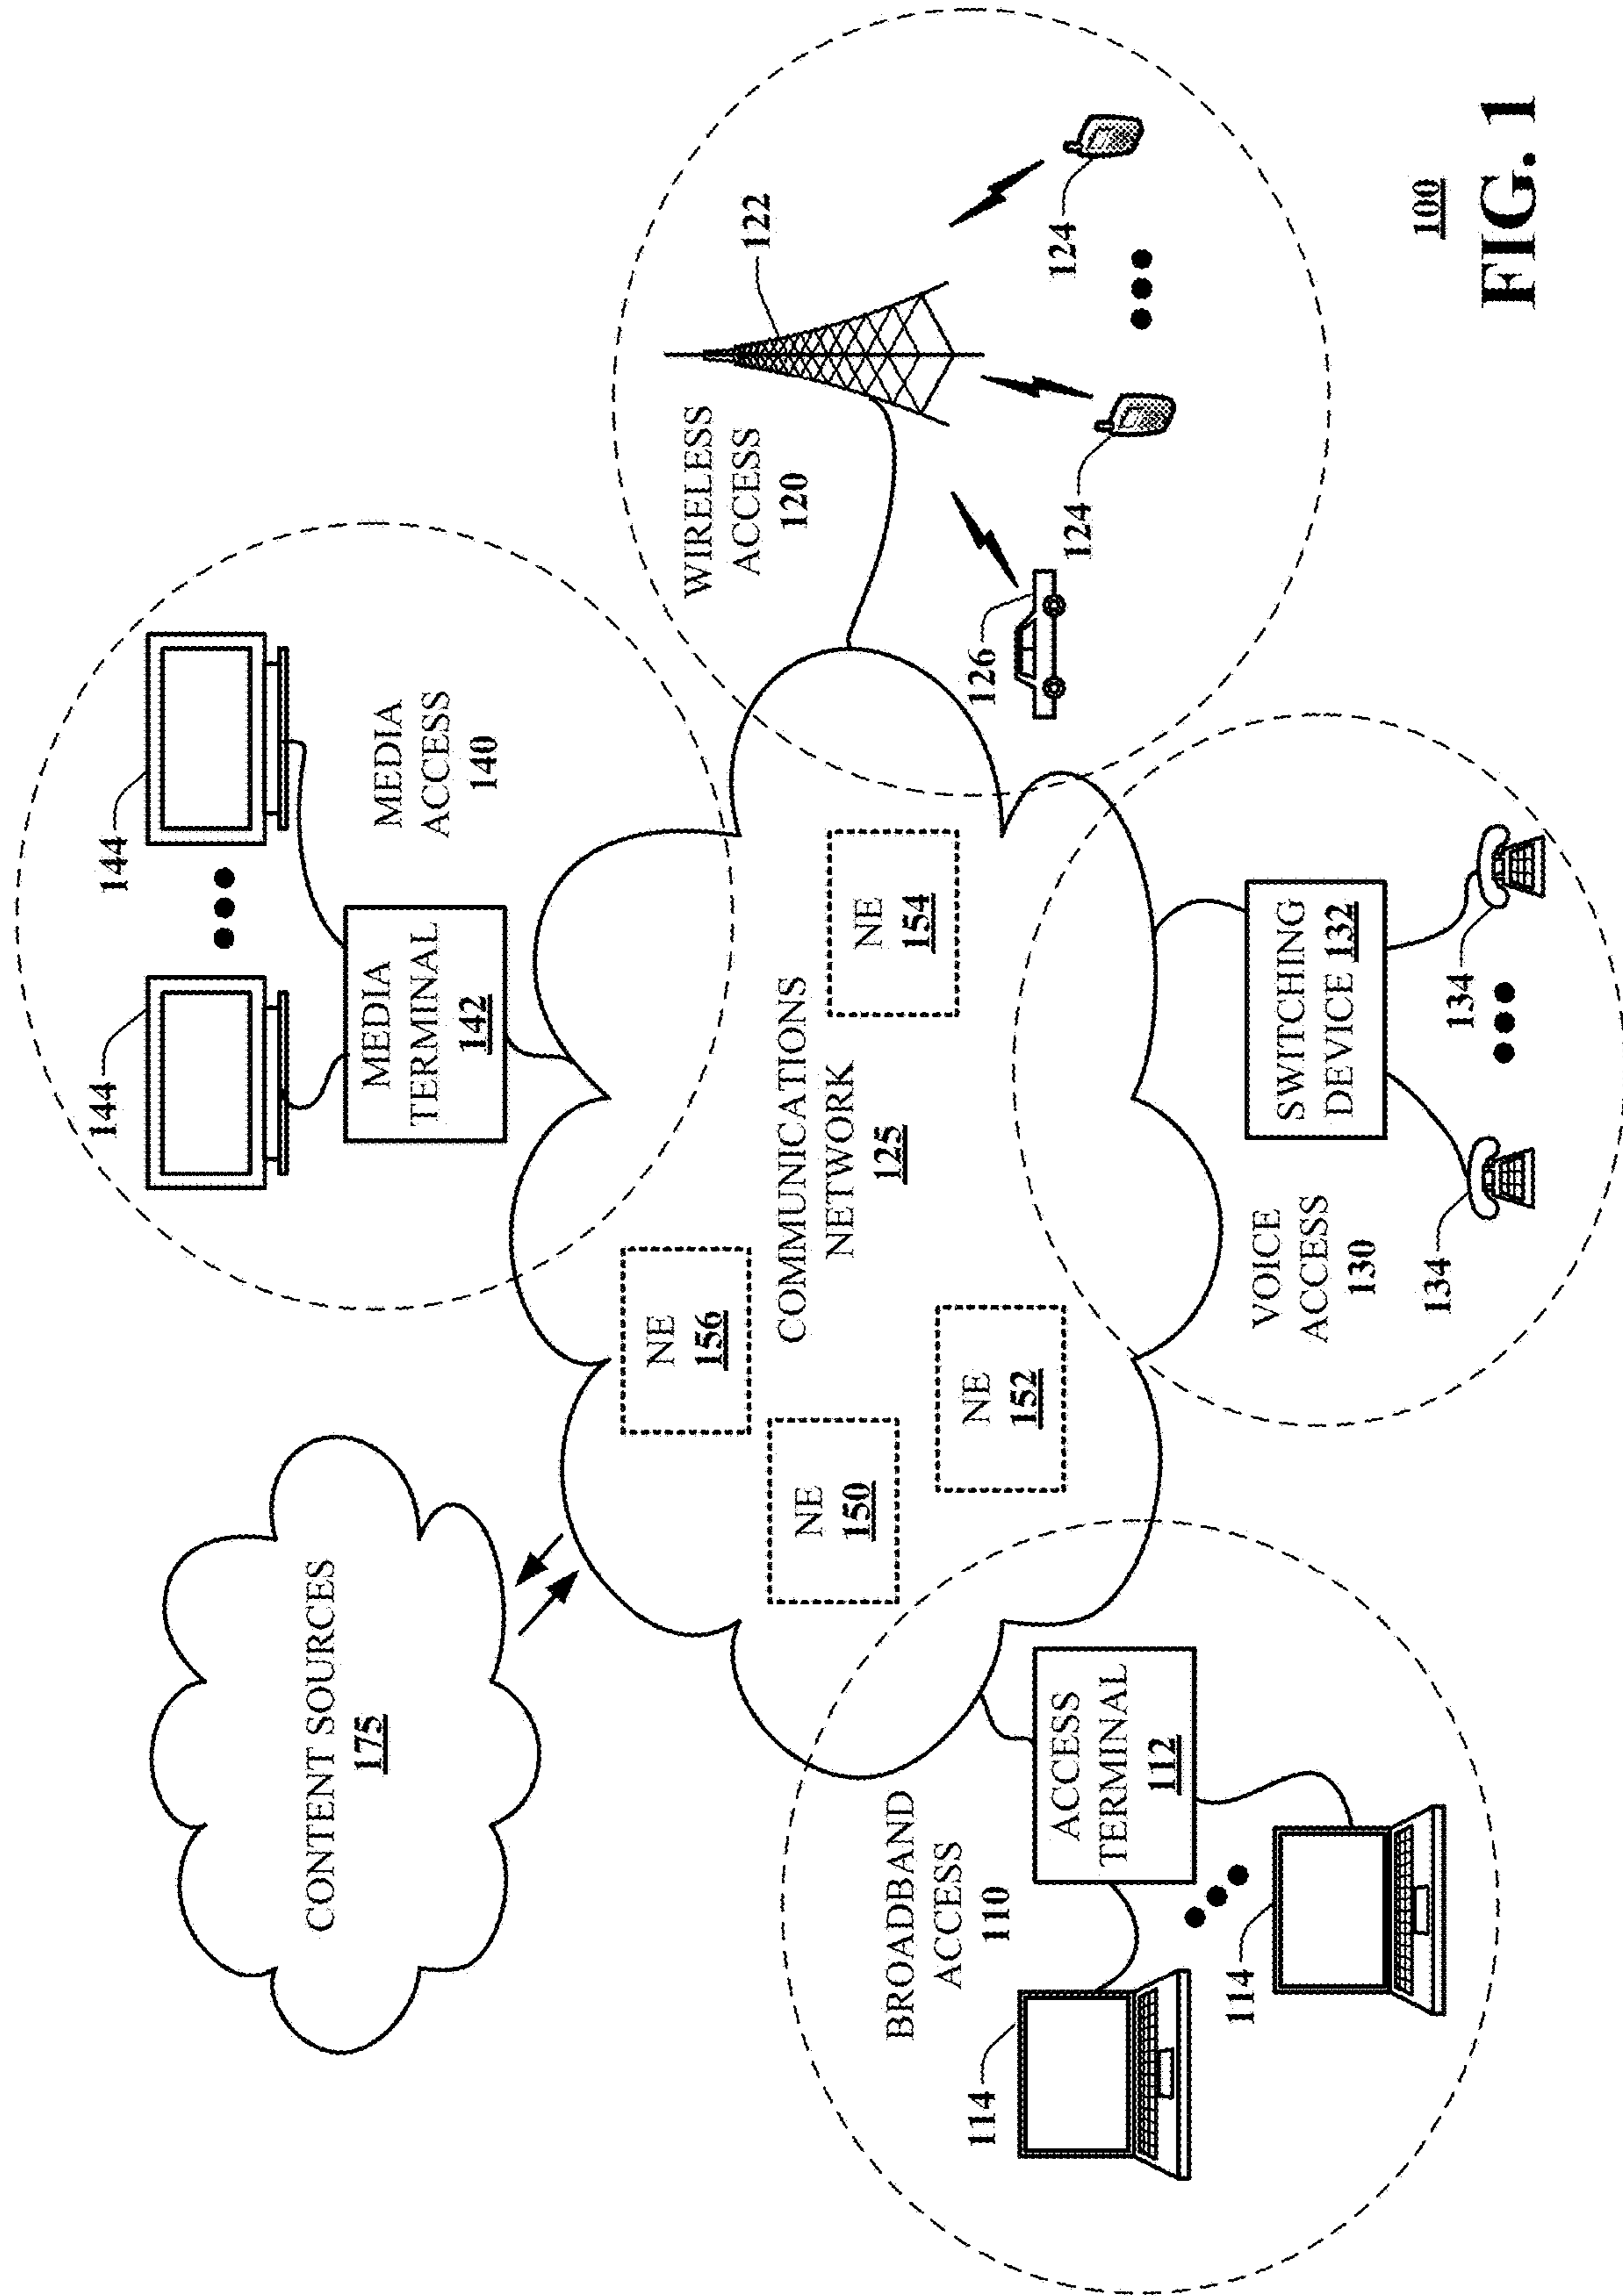 CONTENT SOURCES
175
144
144
MEDIA
TERMINAL
142
MEDIA
ACCESS
140
BROADBAND
ACCESS
110
114
ACCESS
TERMINAL
112
114
NE
150
NE
156
NE
152
COMMUNICATIONS
NETWORK
125
NE
154
WIRELESS
ACCESS
120
122
126
124
124
VOICE
ACCESS
130
SWITCHING
DEVICE 132
134
134
100
FIG. 1